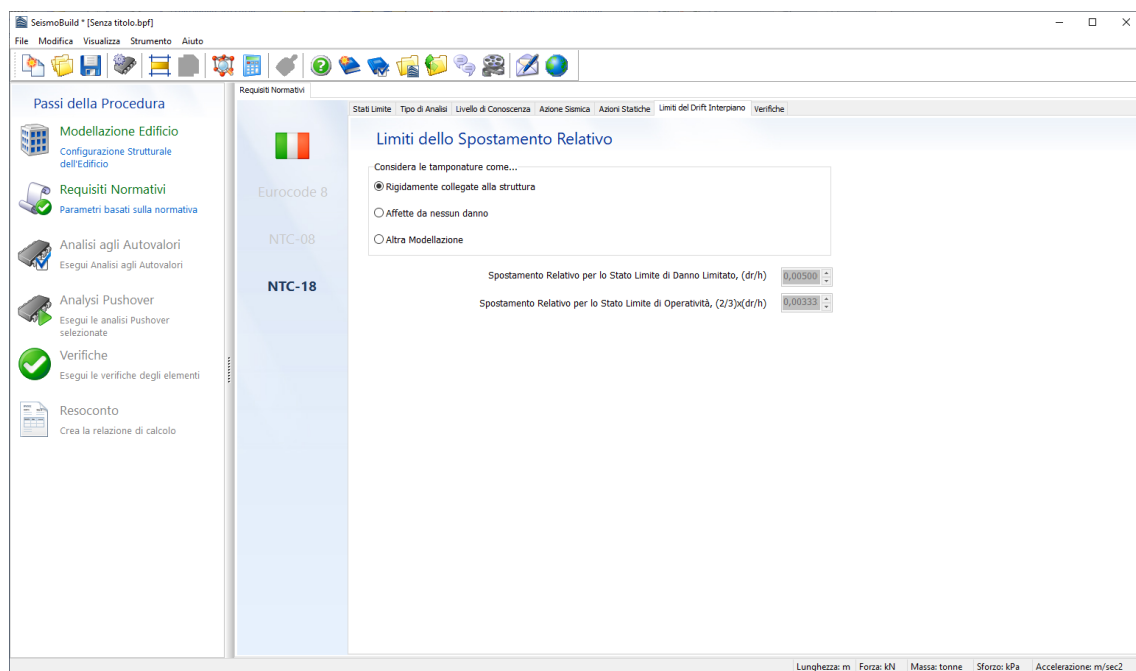 SeismoBuild * [Senza titolo.bpf]
File Modifica Visualizza Strumento Aiuto
Passi della Procedura
Modellazione Edificio
Configurazione Strutturale
dell'Edificio
Requisiti Normativi
Parametri basati sulla normativa
Analisi agli Autovalori
Esegui Analisi agli Autovalori
Analysi Pushover
Esegui le analisi Pushover
selezionate
Verifiche
Esegui le verifiche degli elementi
Resoconto
Crea la relazione di calcolo
Requisiti Normativi
Eurocode 8
NTC-08
NTC-18
Stati Limite Tipo di Analisi Livello di Conoscenza Azione Sismica Azioni Statiche Limiti del Drift Interpiano Verifiche
Limiti dello Spostamento Relativo
Considera le tamponature come...
Rigidamente collegate alla struttura
Affette da nessun danno
Altra Modellazione
Spostamento Relativo per lo Stato Limite di Danno Limitato, (dr/h) 0,00500
Spostamento Relativo per lo Stato Limite di Operatività, (2/3)x(dr/h) 0,00333
Lunghezza: m Forza: kN Massa: tonne Sforzo: kPa Accelerazione: m/sec2